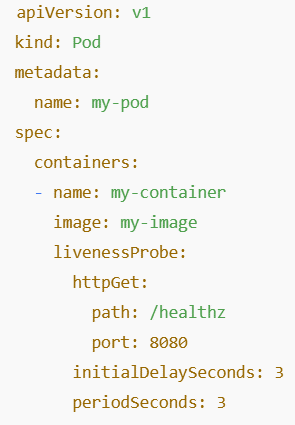 apiVersion: v1
kind: Pod
metadata:
  name: my-pod
spec:
  containers:
  - name: my-container
    image: my-image
    livenessProbe:
      httpGet:
        path: /healthz
        port: 8080
      initialDelaySeconds: 3
      periodSeconds: 3